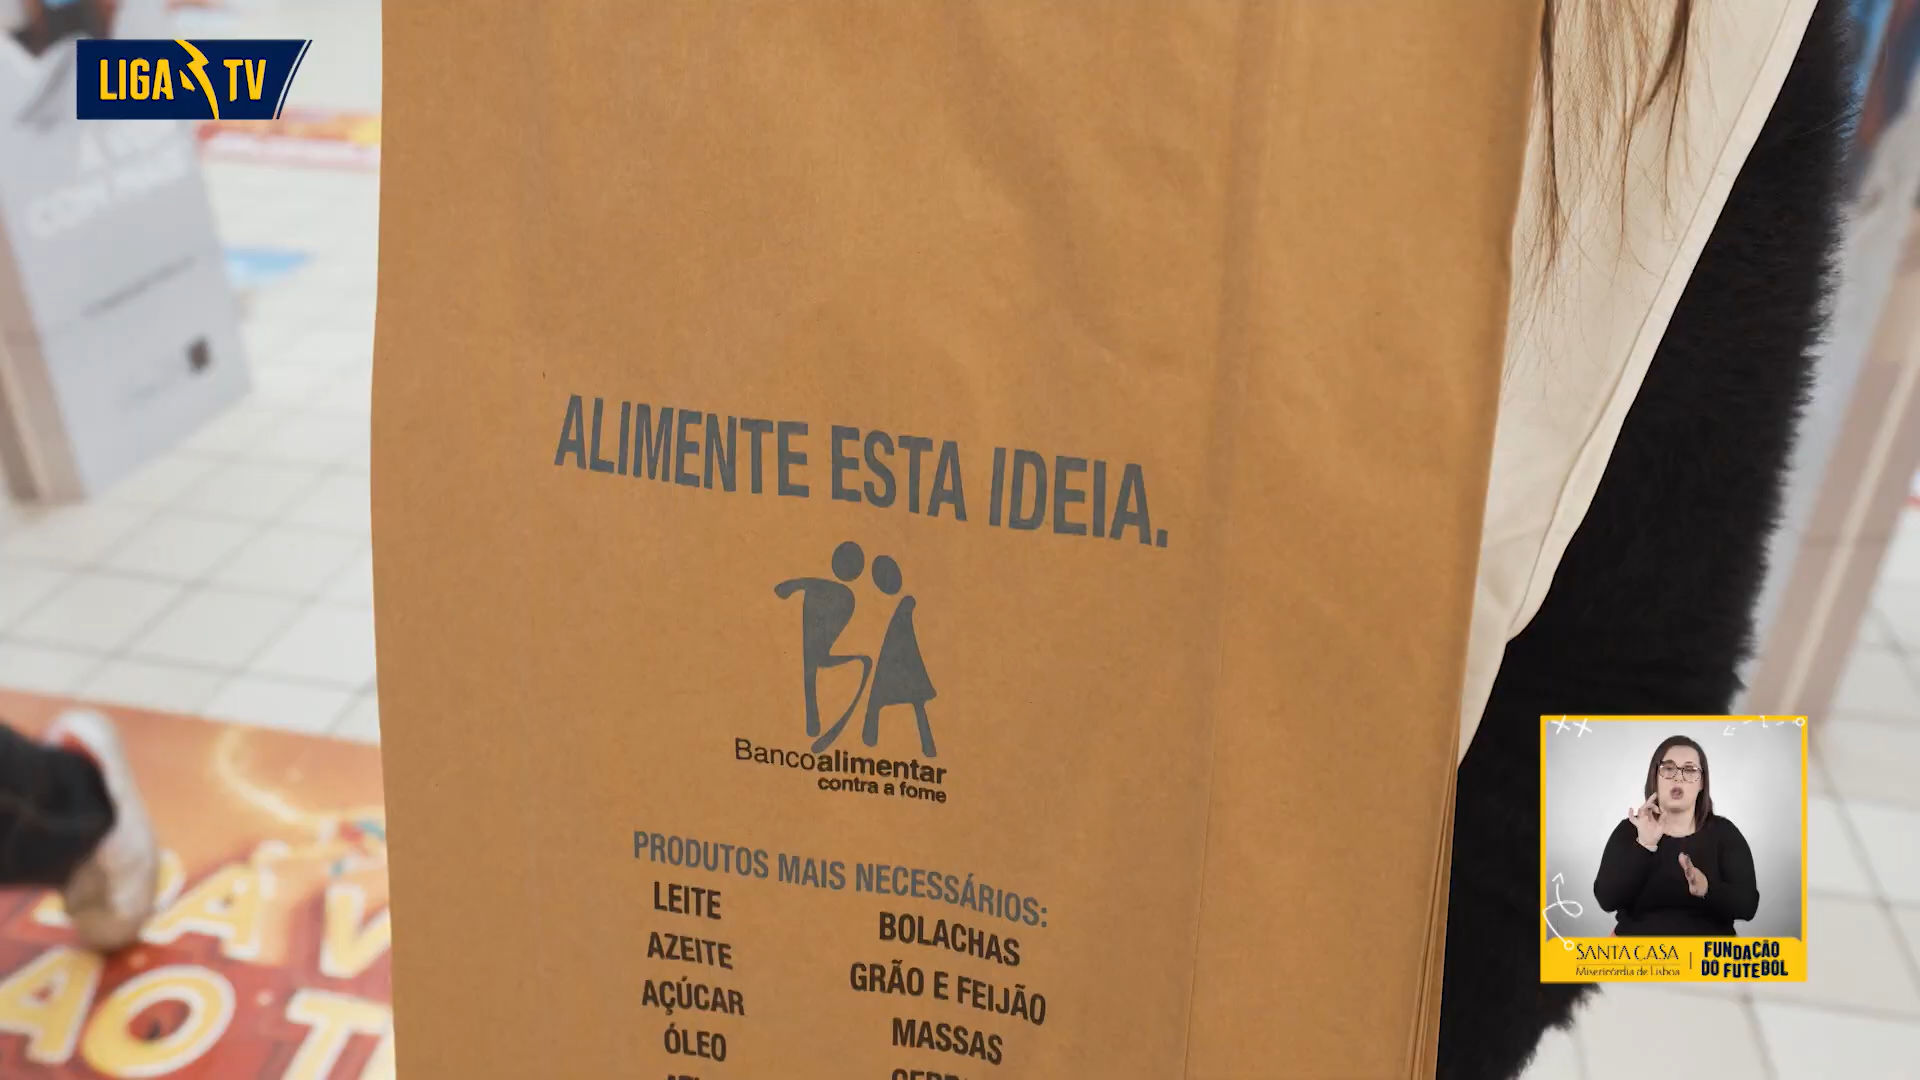 LIGA TV
ALIMENTE ESTA IDEIA.
BA
Bancoalimentar
contra a fome
PRODUTOS MAIS NECESSÁRIOS:
LEITE
AZEITE
AÇÚCAR
ÓLEO
BOLACHAS
GRÃO E FEIJÃO
MASSAS
SANTA CASA
Misericórdia de Lisboa
FUNDAÇÃO
DO FUTEBOL
AO T